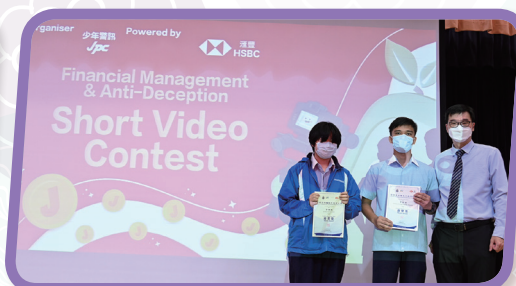 rganiser
少年警訊
Jpc
Powered by
滙豐
HSBC
Financial Management
& Anti-Deception
Short Video
Contest
J
J
J
J
J
J